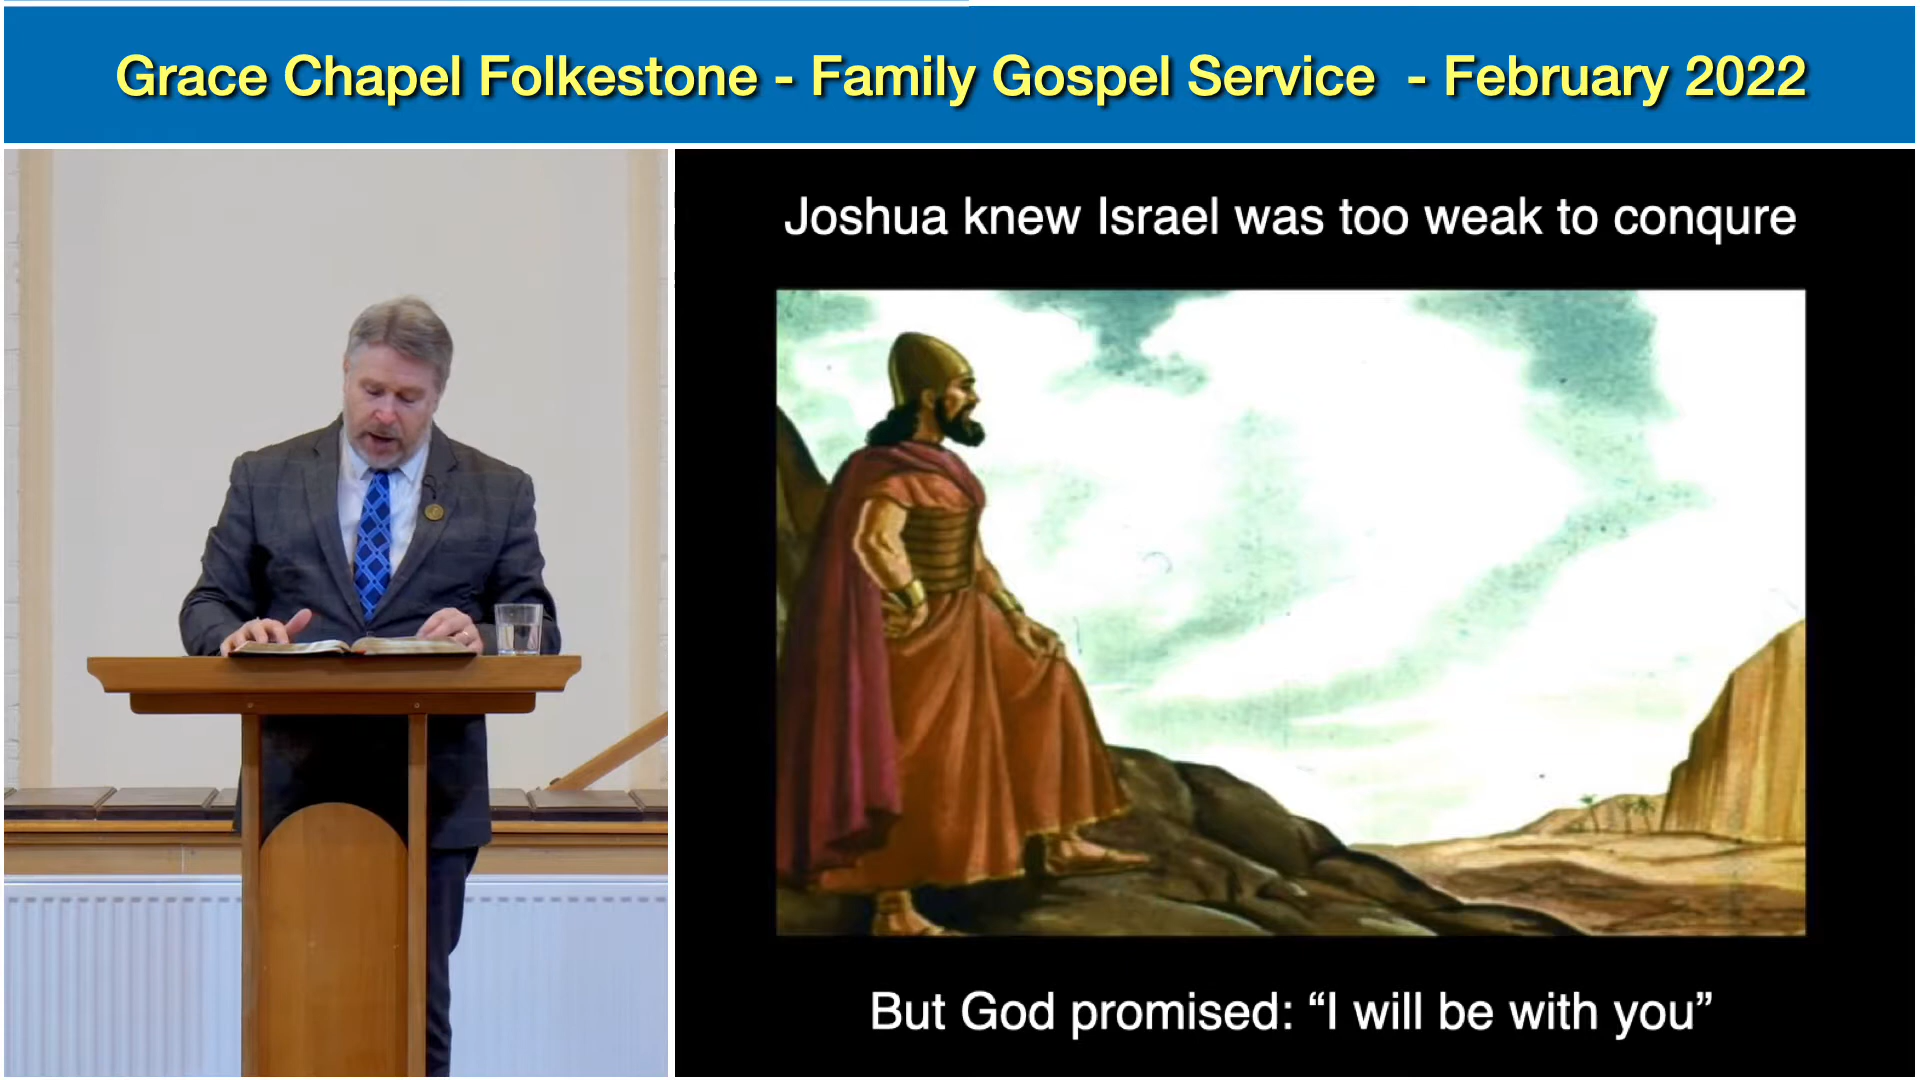 Grace Chapel Folkestone - Family Gospel Service - February 2022
Joshua knew Israel was too weak to conqure
But God promised: “I will be with you”